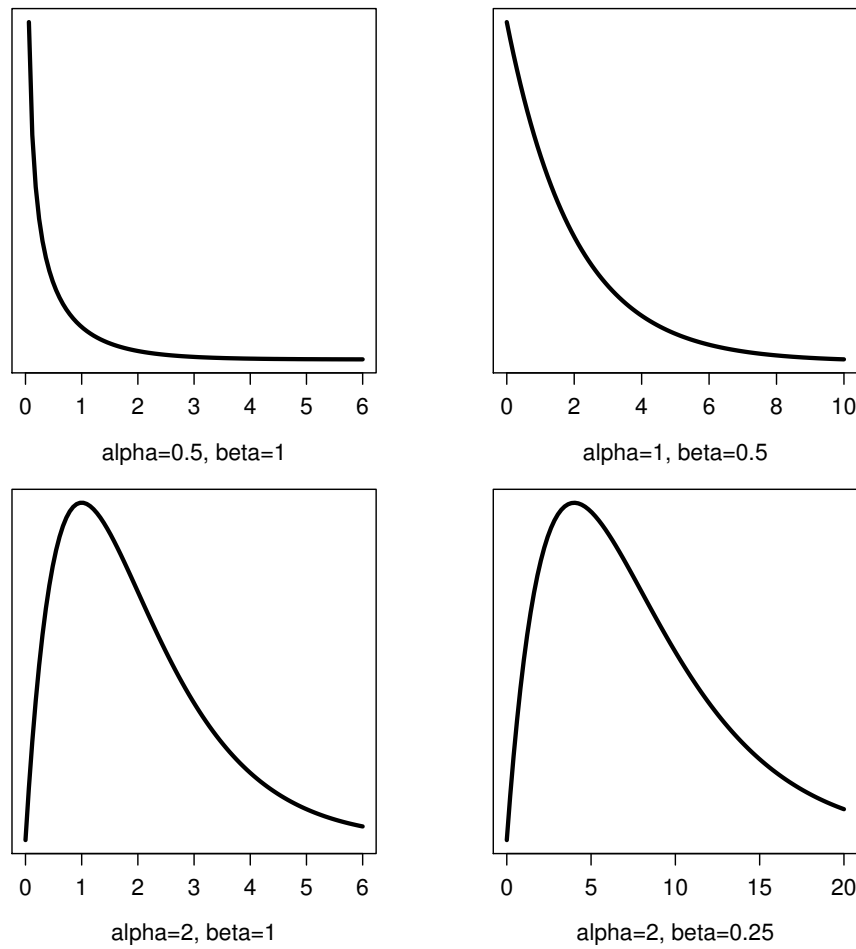 0 1 2 3 4 5 6
alpha=0.5, beta=1
0 2 4 6 8 10
alpha=1, beta=0.5
0 1 2 3 4 5 6
alpha=2, beta=1
0 5 10 15 20
alpha=2, beta=0.25